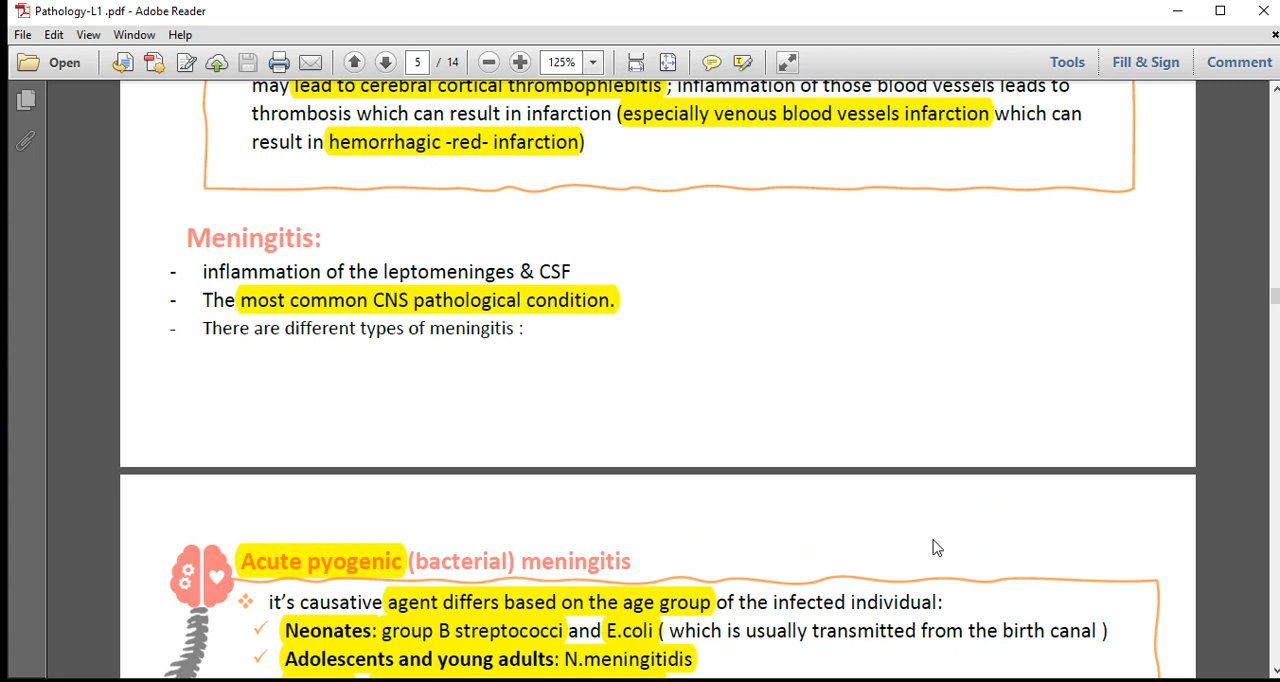 Pathology-L1 .pdf - Adobe Reader
File Edit View Window Help
Open 5 / 14 125% Tools Fill & Sign Comment
may lead to cerebral cortical thrombophlebitis ; inflammation of those blood vessels leads to
thrombosis which can result in infarction (especially venous blood vessels infarction which can
result in hemorrhagic -red- infarction)
Meningitis:
- inflammation of the leptomeninges & CSF
- The most common CNS pathological condition.
- There are different types of meningitis :
Acute pyogenic (bacterial) meningitis
it's causative agent differs based on the age group of the infected individual:
✓ Neonates: group B streptococci and E.coli ( which is usually transmitted from the birth canal )
✓ Adolescents and young adults: N.meningitidis